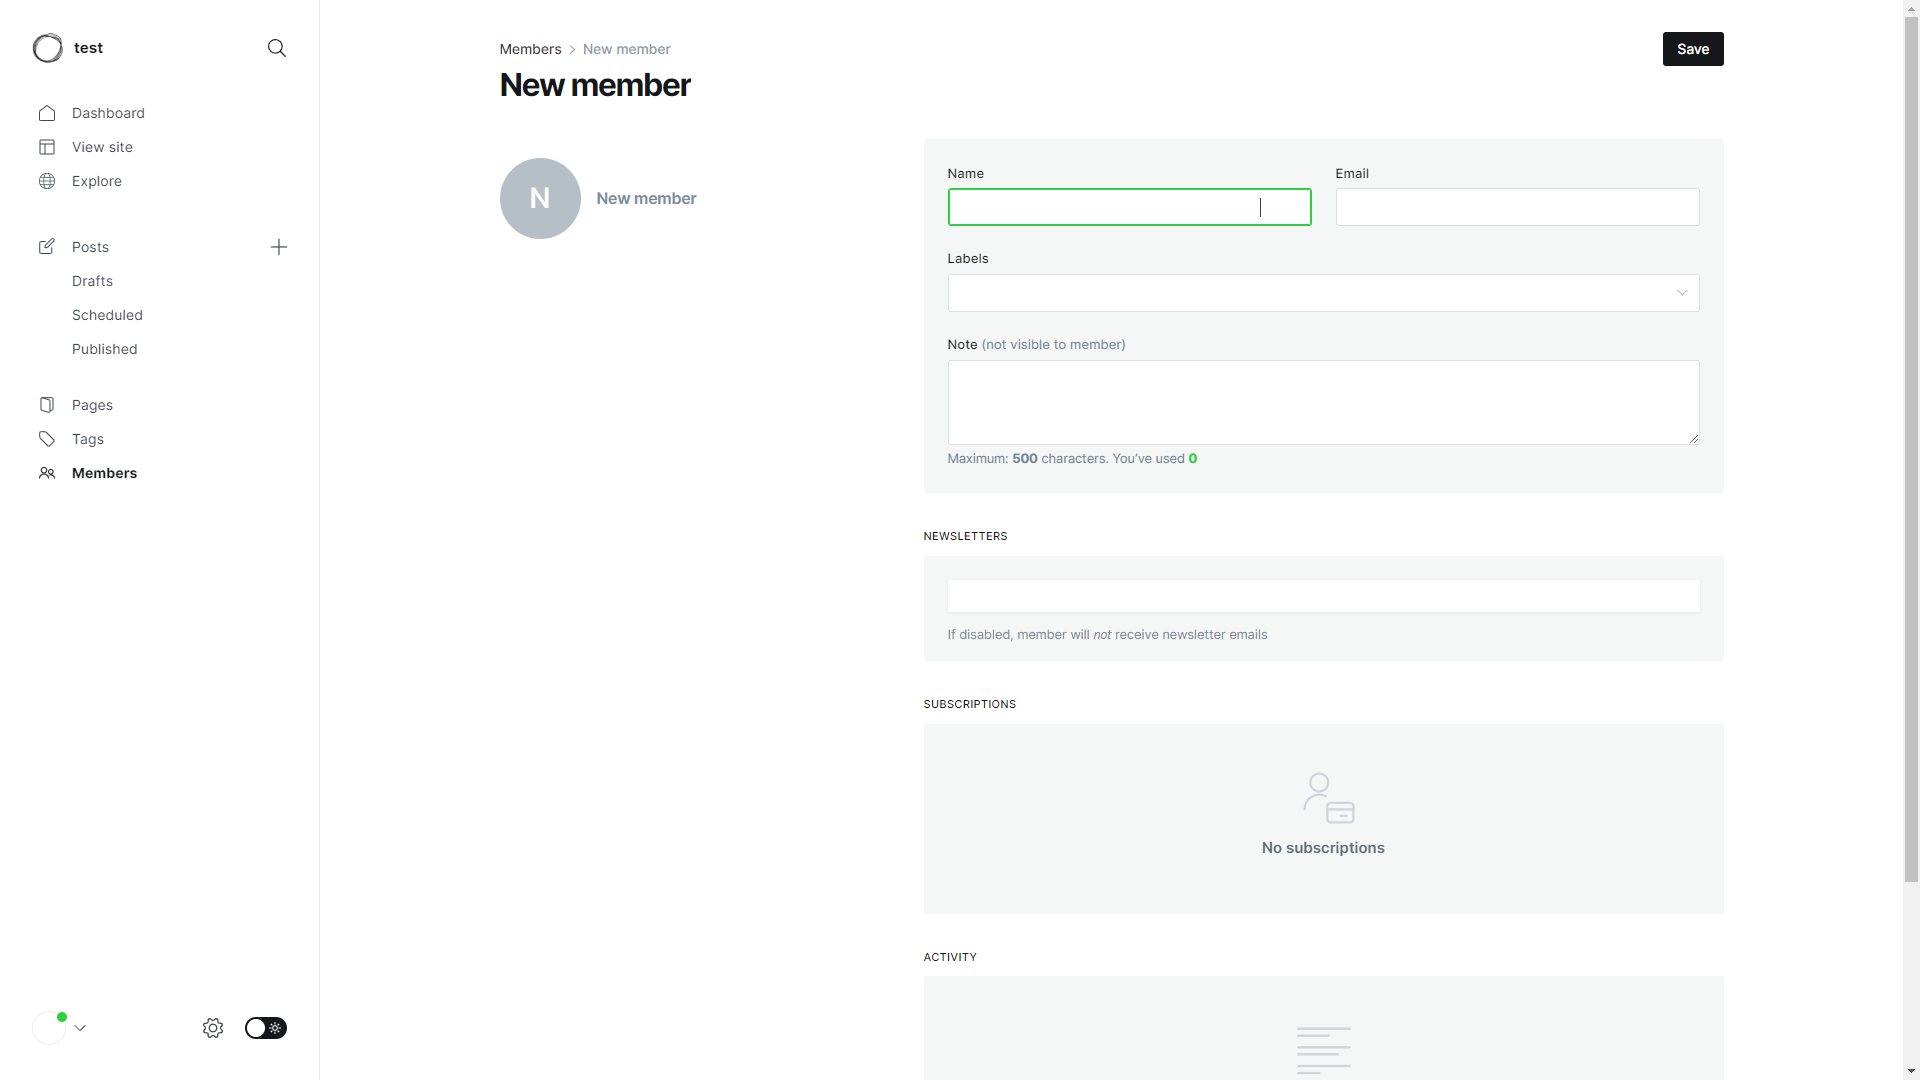 test
Dashboard
View site
Explore
Posts
Drafts
Scheduled
Published
Pages
Tags
Members
Members > New member
New member
Save
N
New member
Name
Email
Labels
Note (not visible to member)
Maximum: 500 characters. You’ve used 0
NEWSLETTERS
If disabled, member will not receive newsletter emails
SUBSCRIPTIONS
No subscriptions
ACTIVITY